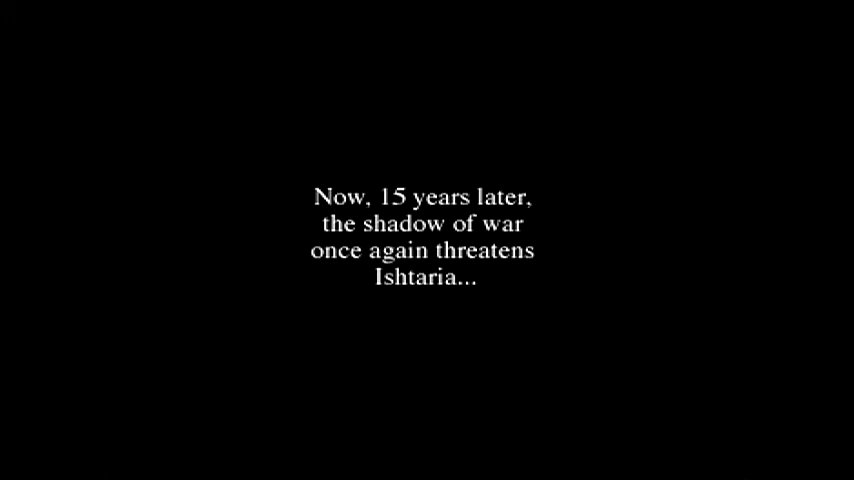 Now, 15 years later,
the shadow of war
once again threatens
Ishtaria...